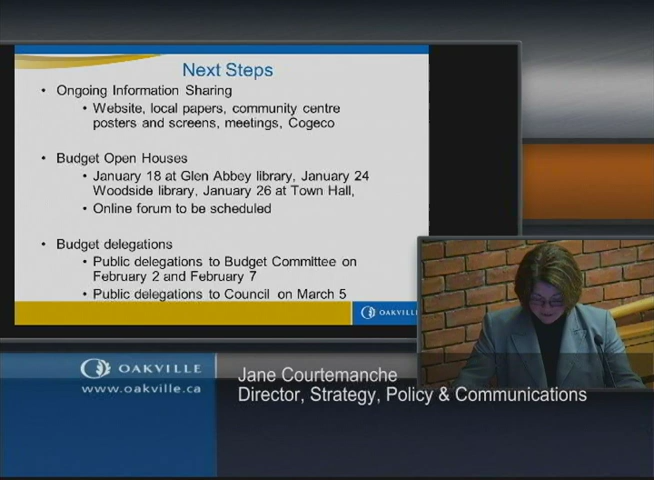 Next Steps
• Ongoing Information Sharing
• Website, local papers, community centre
posters and screens, meetings, Cogeco
• Budget Open Houses
• January 18 at Glen Abbey library, January 24
Woodside library, January 26 at Town Hall,
• Online forum to be scheduled
• Budget delegations
• Public delegations to Budget Committee on
February 2 and February 7
• Public delegations to Council on March 5
OAKVILL
OAKVILLE
www.oakville.ca
Jane Courtemanche
Director, Strategy, Policy & Communications